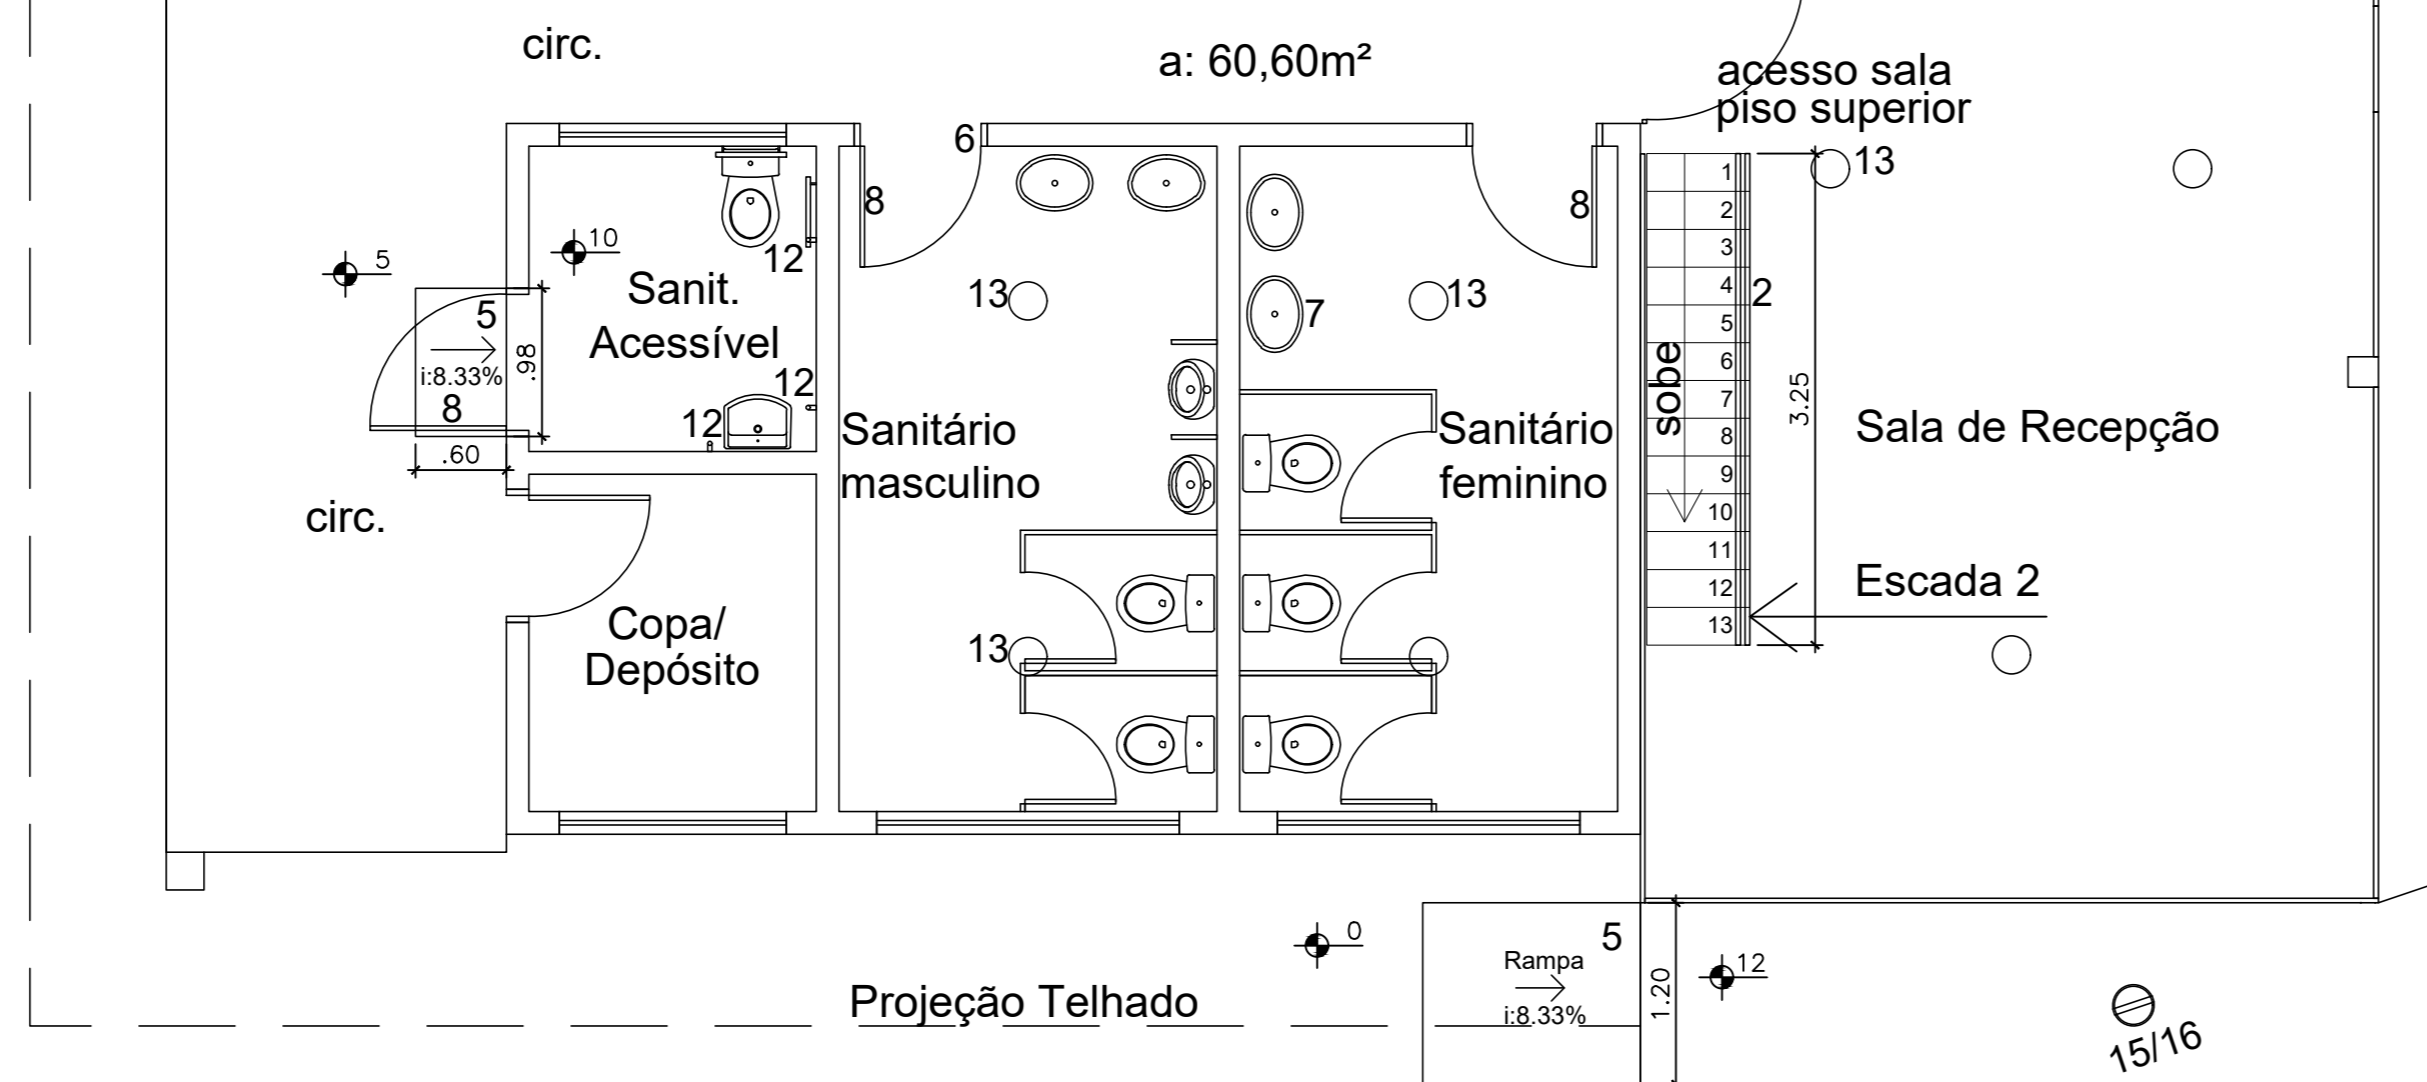 circ.
a: 60,60m²
acesso sala
piso superior
6
13
8
8
12
10
5
Sanit.
Acessível
13
13
7
2
5
i:8.33%
8
.98
.60
12
12
Sanitário
masculino
Sanitário
feminino
sobe
1
2
3
4
5
6
7
8
9
10
11
12
13
3.25
Sala de Recepção
circ.
Escada 2
Copa/
Depósito
13
0
5
Rampa
i:8.33%
1.20
12
Projeção Telhado
15/16